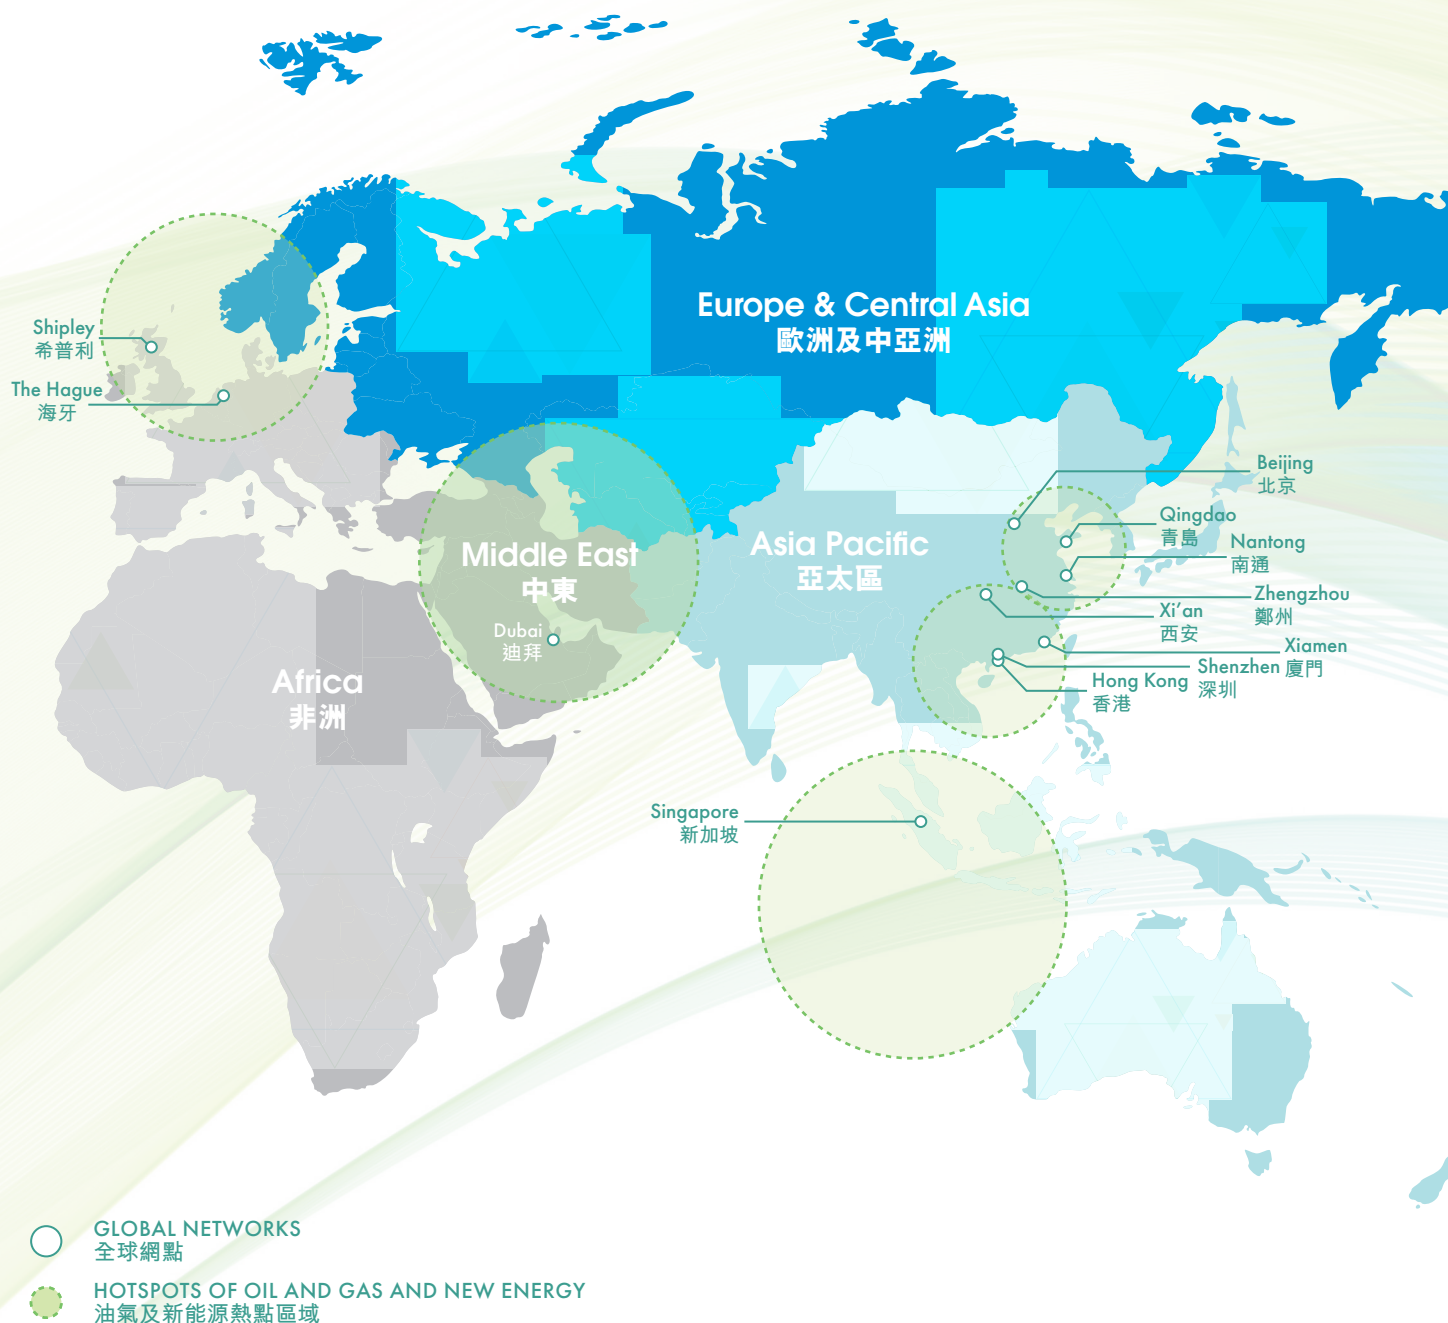 Europe & Central Asia
歐洲及中亞洲
Shipley
希普利
The Hague
海牙
Beijing
北京
Qingdao
青島
Nantong
南通
Middle East
中東
Asia Pacific
亞太區
Zhengzhou
鄭州
Xi’an
西安
Dubai
迪拜
Xiamen
廈門
Shenzhen
深圳
Hong Kong
香港
Africa
非洲
Singapore
新加坡
GLOBAL NETWORKS
全球網點
HOTSPOTS OF OIL AND GAS AND NEW ENERGY
油氣及新能源熱點區域